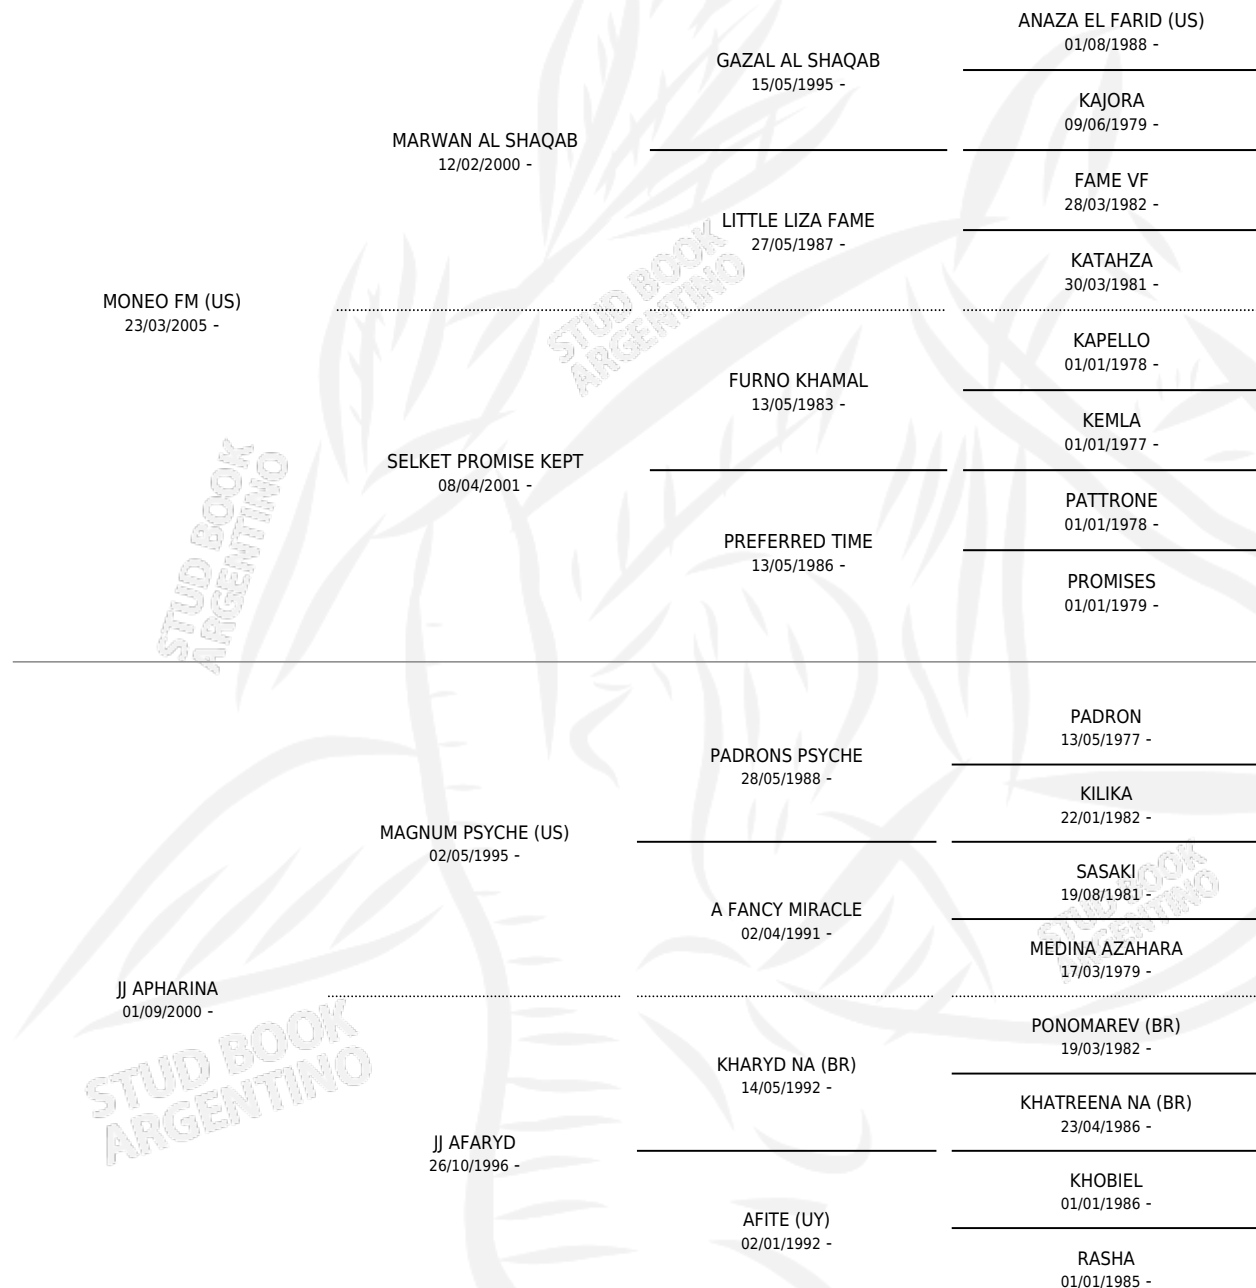 ANAZA EL FARID (US)
01/08/1988 -
GAZAL AL SHAQAB
15/05/1995 -
KAJORA
09/06/1979 -
MARWAN AL SHAQAB
12/02/2000 -
FAME VF
28/03/1982 -
LITTLE LIZA FAME
27/05/1987 -
KATAHZA
30/03/1981 -
MONEO FM (US)
23/03/2005 -
KAPELLO
01/01/1978 -
FURNO KHAMAL
13/05/1983 -
KEMLA
01/01/1977 -
SELKET PROMISE KEPT
08/04/2001 -
PATTRONE
01/01/1978 -
PREFERRED TIME
13/05/1986 -
PROMISES
01/01/1979 -
PADRON
13/05/1977 -
PADRONS PSYCHE
28/05/1988 -
KILIKA
22/01/1982 -
MAGNUM PSYCHE (US)
02/05/1995 -
SASAKI
19/08/1981 -
A FANCY MIRACLE
02/04/1991 -
MEDINA AZAHARA
17/03/1979 -
JJ APHARINA
01/09/2000 -
PONOMAREV (BR)
19/03/1982 -
KHARYD NA (BR)
14/05/1992 -
KHATREENA NA (BR)
23/04/1986 -
JJ AFARYD
26/10/1996 -
KHOBIEL
01/01/1986 -
AFITE (UY)
02/01/1992 -
RASHA
01/01/1985 -
STUD BOOK
ARGENTINO
STUD BOOK
ARGENTINO
STUD BOOK
ARGENTINO
STUD BOOK
ARGENTINO